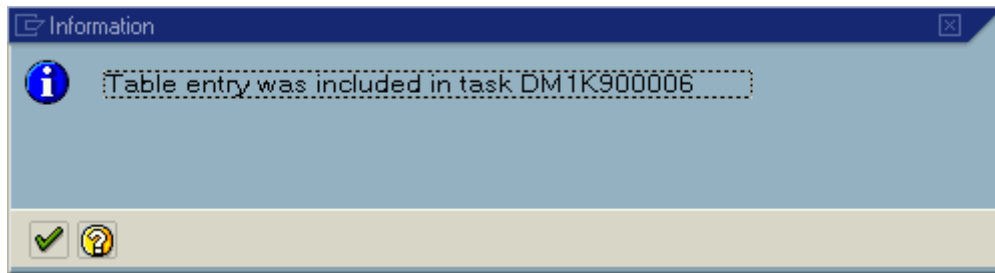 Information
Table entry was included in task DM1K900006